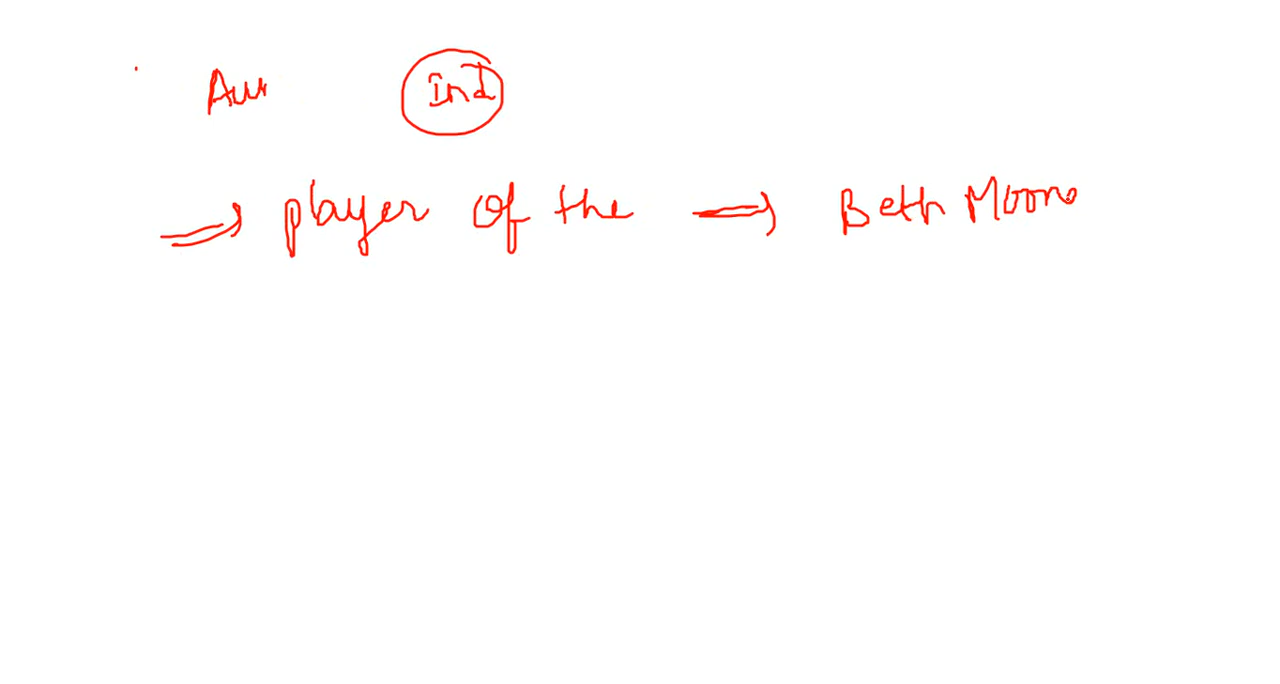 Aus Ind
⇒ player of the ⇒ Beth Moone